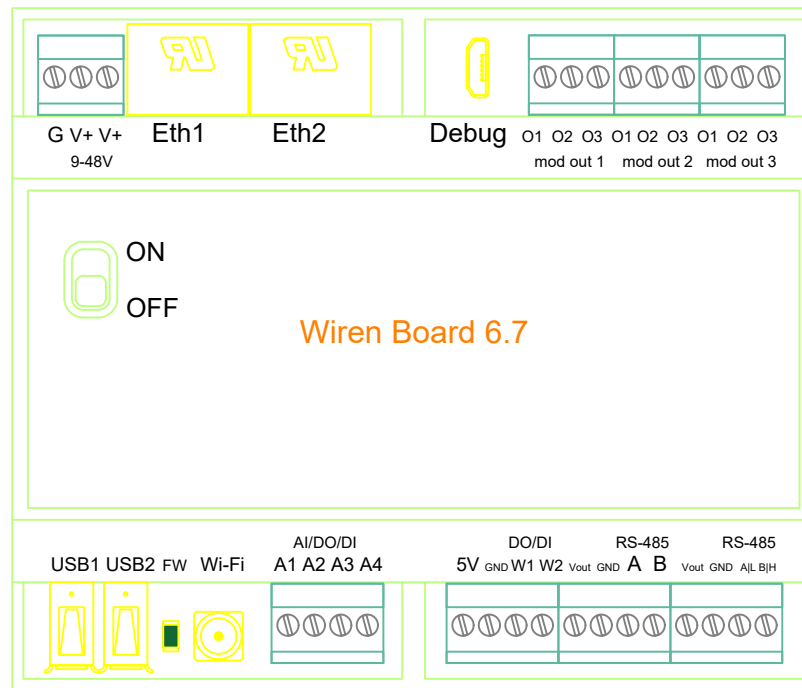 G V+ V+ Eth1 Eth2 Debug O1 O2 O3 O1 O2 O3 O1 O2 O3
9-48V mod out 1 mod out 2 mod out 3
ON
OFF
Wiren Board 6.7
AI/DO/DI DO/DI RS-485 RS-485
USB1 USB2 FW Wi-Fi A1 A2 A3 A4 5V GND W1 W2 Vout GND A B Vout GND A|L B|H